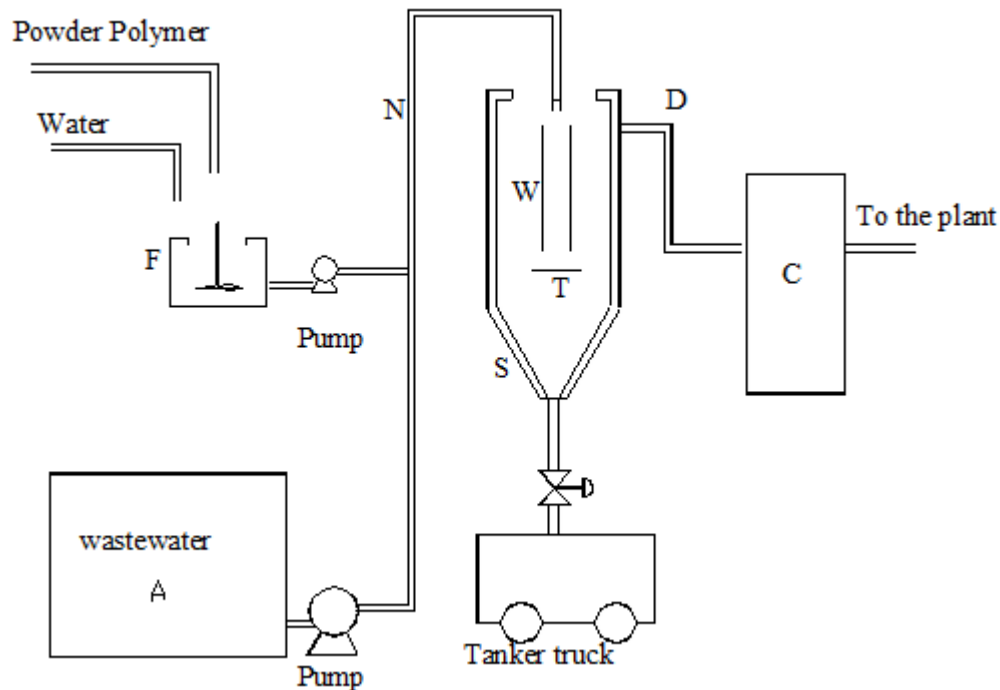 Powder Polymer
Water
N
D
W
To the plant
F
C
T
Pump
S
wastewater
A
Tanker truck
Pump